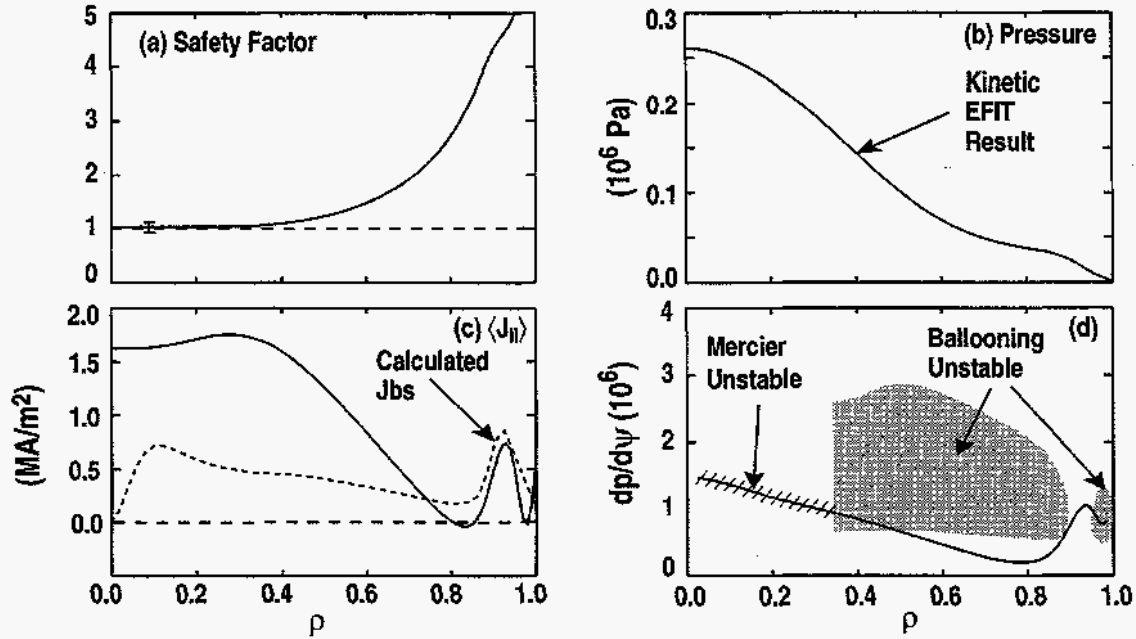 5
(a) Safety Factor
4
3
2
1
0
0.3
(b) Pressure
Kinetic
EFIT
Result
0.2
0.1
0.0
(10⁶ Pa)
2.0
(c) ⟨J||⟩
1.5
Calculated
Jbs
1.0
0.5
0.0
(MA/m²)
0.0 0.2 0.4 0.6 0.8 1.0
ρ
4
(d)
Ballooning
Unstable
Mercier
Unstable
3
2
1
0
dp/dψ (10⁶)
0.0 0.2 0.4 0.6 0.8 1.0
ρ